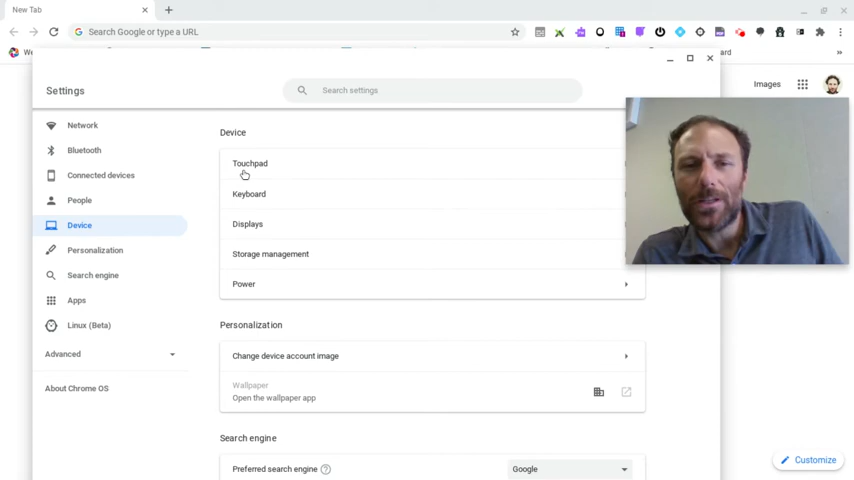 New Tab
Search Google or type a URL
We
ard
Images
Settings
Search settings
Network
Bluetooth
Connected devices
People
Device
Personalization
Search engine
Apps
Linux (Beta)
Advanced
About Chrome OS
Device
Touchpad
Keyboard
Displays
Storage management
Power
Personalization
Change device account image
Wallpaper
Open the wallpaper app
Search engine
Preferred search engine
Google
Customize